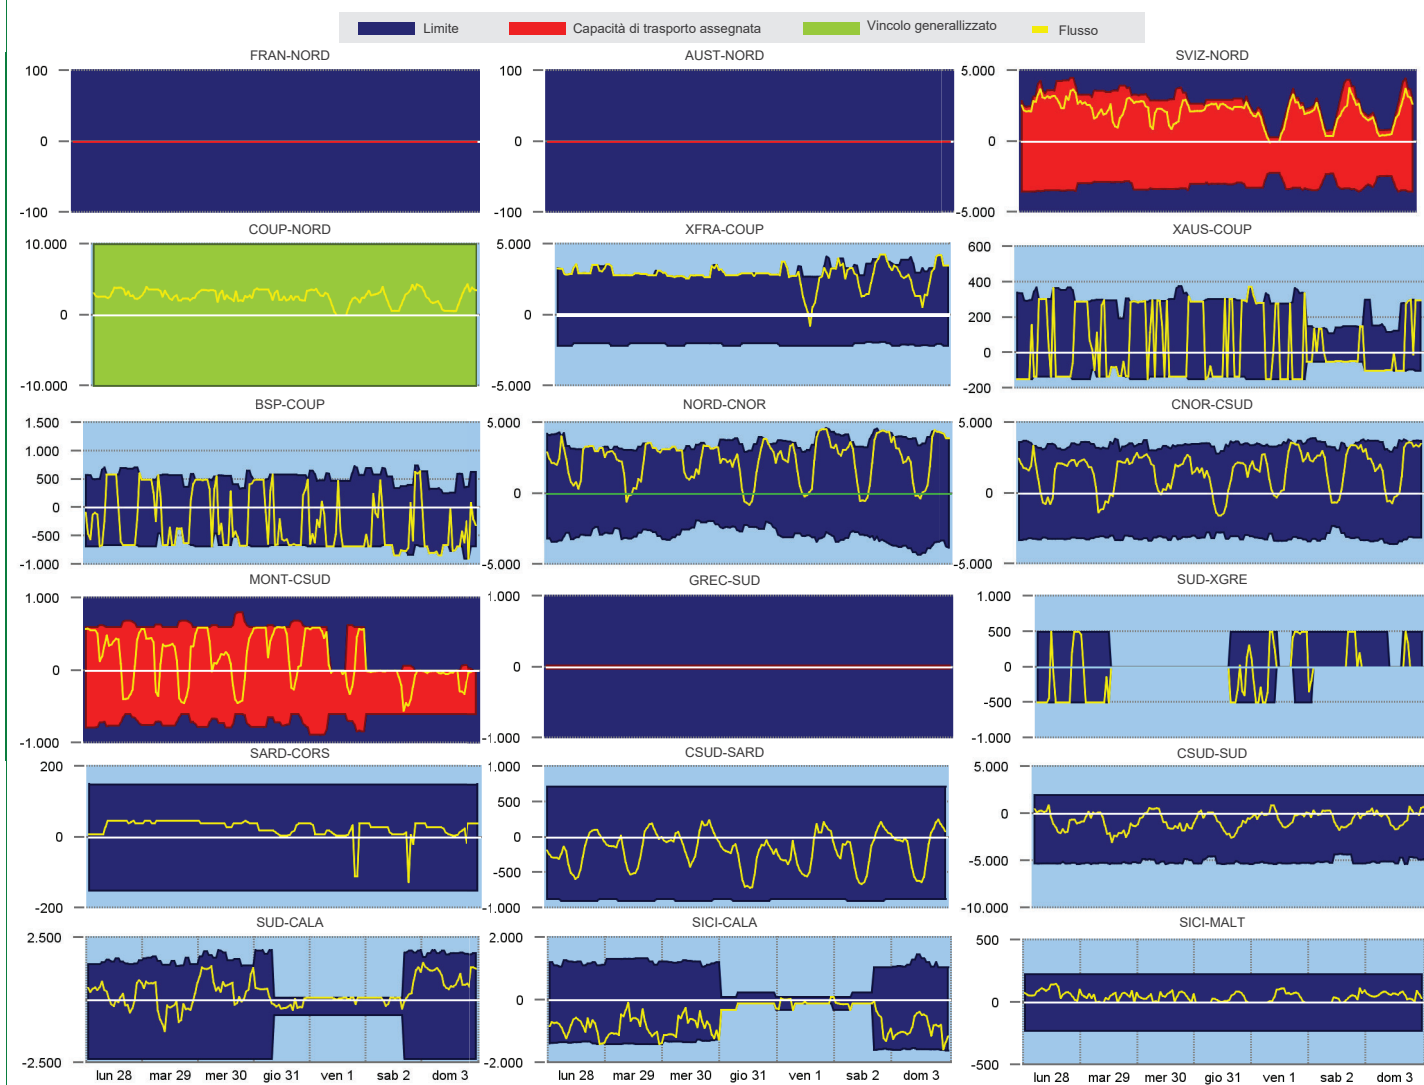 Limite
Capacità di trasporto assegnata
Vincolo generallizzato
Flusso
FRAN-NORD
AUST-NORD
SVIZ-NORD
100
0
-100
100
0
-100
5.000
0
-5.000
COUP-NORD
XFRA-COUP
XAUS-COUP
10.000
0
-10.000
5.000
0
-5.000
600
400
200
0
-200
BSP-COUP
NORD-CNOR
CNOR-CSUD
1.500
1.000
500
0
-500
-1.000
5.000
0
-5.000
5.000
0
-5.000
MONT-CSUD
GREC-SUD
SUD-XGRE
1.000
0
-1.000
1.000
0
-1.000
1.000
500
0
-500
-1.000
SARD-CORS
CSUD-SARD
CSUD-SUD
200
0
-200
1.000
500
0
-500
-1.000
5.000
0
-5.000
-10.000
SUD-CALA
SICI-CALA
SICI-MALT
2.500
0
-2.500
2.000
0
-2.000
500
0
-500
lun 28 mar 29 mer 30 gio 31 ven 1 sab 2 dom 3
lun 28 mar 29 mer 30 gio 31 ven 1 sab 2 dom 3
lun 28 mar 29 mer 30 gio 31 ven 1 sab 2 dom 3